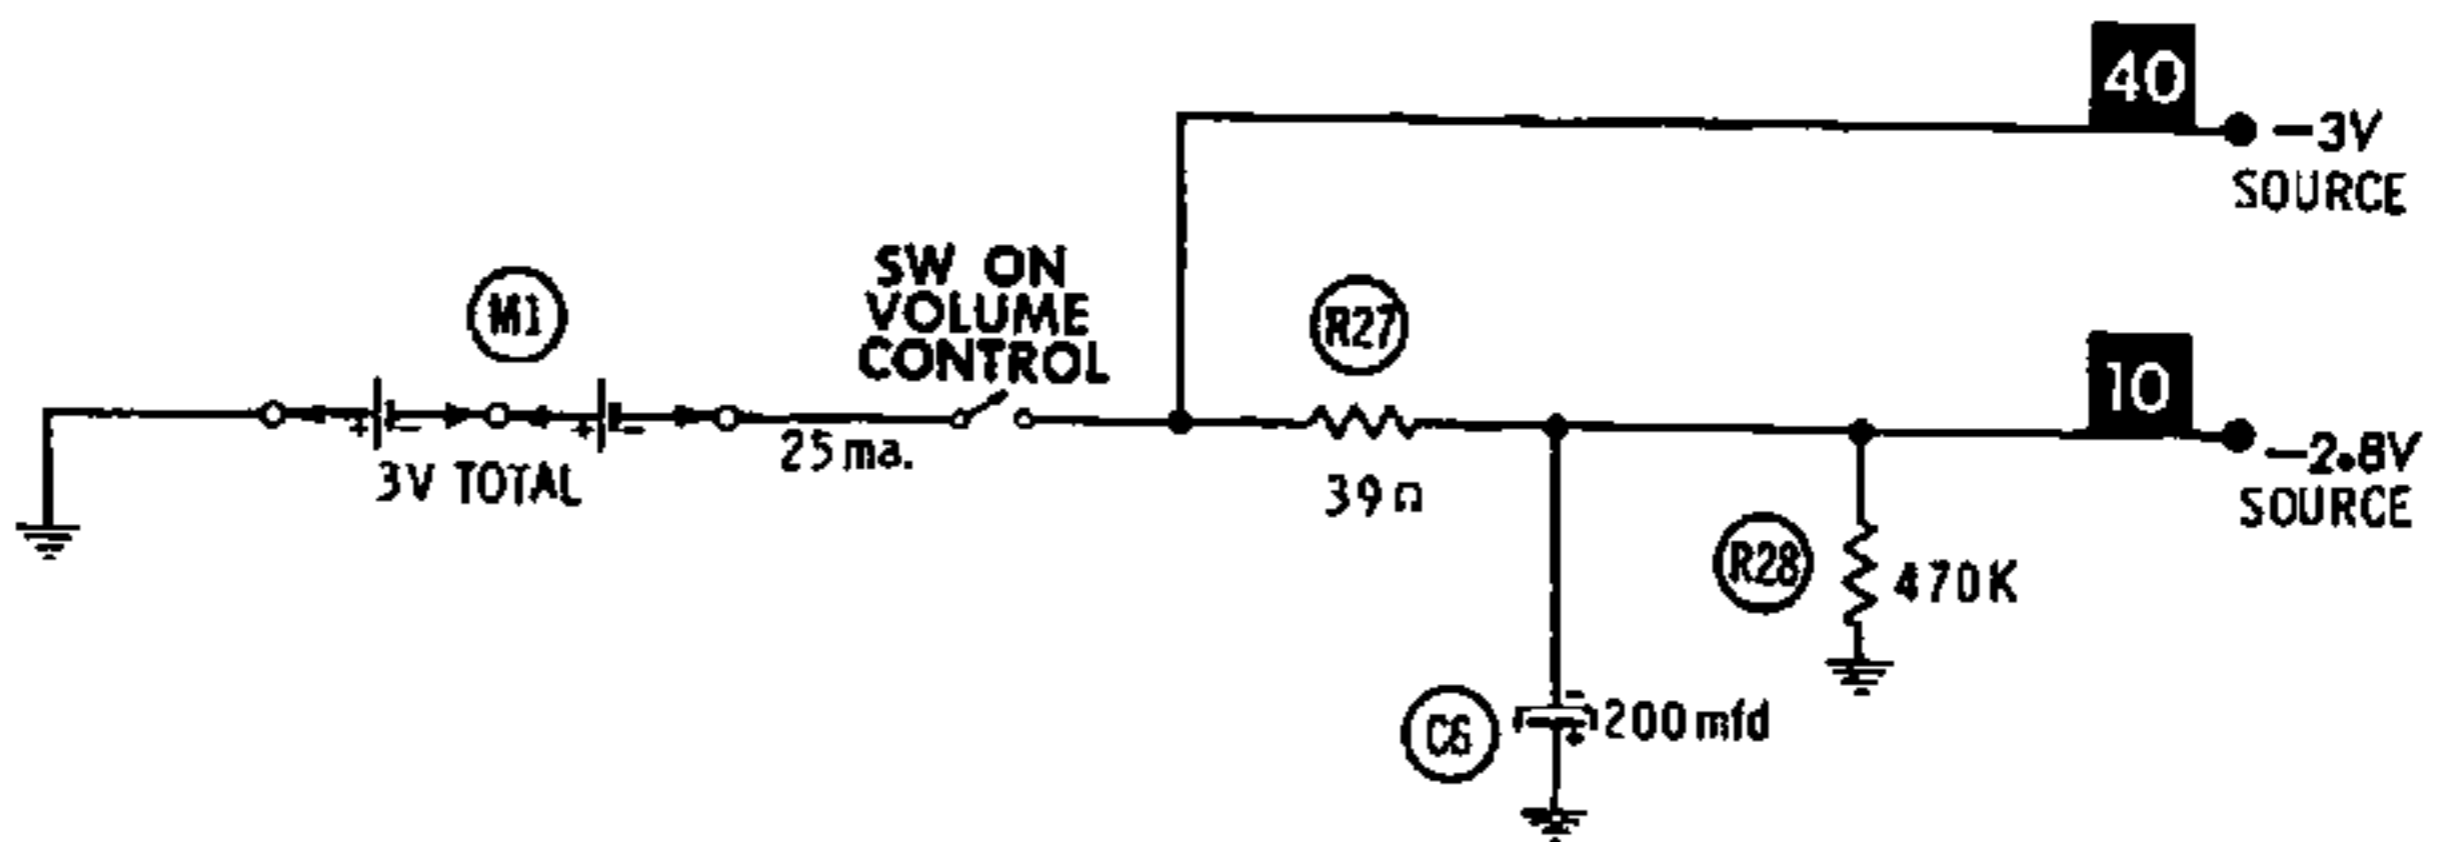 40
-3V
SOURCE
SW ON
VOLUME
CONTROL
M1
R27
10
+ -
+ -
25 ma.
3V TOTAL
39Ω
-2.8V
SOURCE
R28
470K
-
C6
200 mfd
+